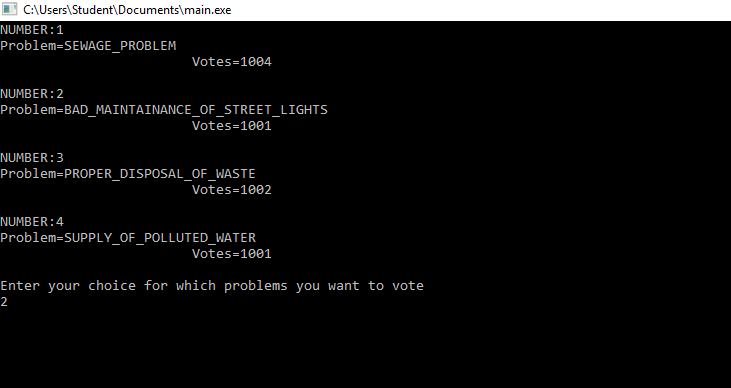 C:\Users\Student\Documents\main.exe
NUMBER:1
Problem=SEWAGE_PROBLEM
Votes=1004
NUMBER:2
Problem=BAD_MAINTAINANCE_OF_STREET_LIGHTS
Votes=1001
NUMBER:3
Problem=PROPER_DISPOSAL_OF_WASTE
Votes=1002
NUMBER:4
Problem=SUPPLY_OF_POLLUTED_WATER
Votes=1001
Enter your choice for which problems you want to vote
2